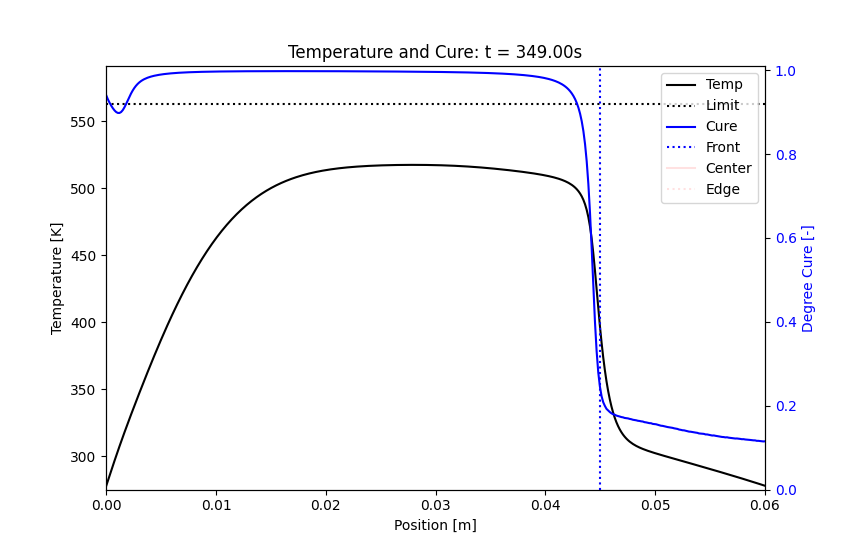 Temperature and Cure: t = 349.00s
Temperature [K]
550
500
450
400
350
300
0.00
0.01
0.02
0.03
0.04
0.05
0.06
Position [m]
1.0
0.8
0.6
0.4
0.2
0.0
Degree Cure [-]
Temp
Limit
Cure
Front
Center
Edge